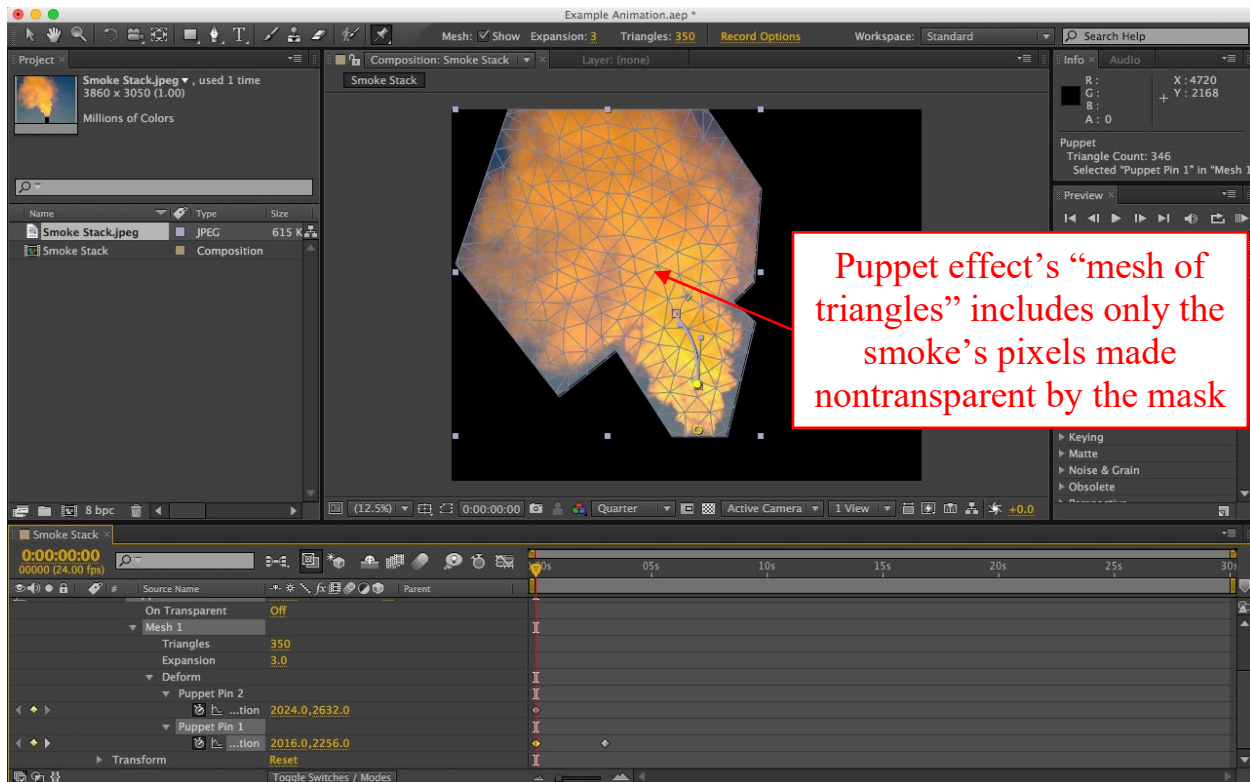 Example Animation.aep *
Mesh: Show Expansion: 3 Triangles: 350 Record Options Workspace: Standard Search Help
Project
Smoke Stack.jpeg , used 1 time
3860 x 3050 (1.00)
Millions of Colors
Name Type Size
Smoke Stack.jpeg JPEG 615 K
Smoke Stack Composition
8 bpc
Composition: Smoke Stack Layer: (none)
Smoke Stack
(12.5%) 0:00:00:00 Quarter Active Camera 1 View +0.0
Info Audio
R : X : 4720
G : Y : 2168
B :
A : 0
Puppet
Triangle Count: 346
Selected "Puppet Pin 1" in "Mesh 1
Preview
Puppet effect’s “mesh of
triangles” includes only the
smoke’s pixels made
nontransparent by the mask
Keying
Matte
Noise & Grain
Obsolete
Smoke Stack
0:00:00:00
00000 (24.00 fps)
05s 10s 15s 20s 25s
# Source Name Parent
On Transparent Off
Mesh 1
Triangles 350
Expansion 3.0
Deform
Puppet Pin 2
...tion 2024.0,2632.0
Puppet Pin 1
...tion 2016.0,2256.0
Transform Reset
Toggle Switches / Modes